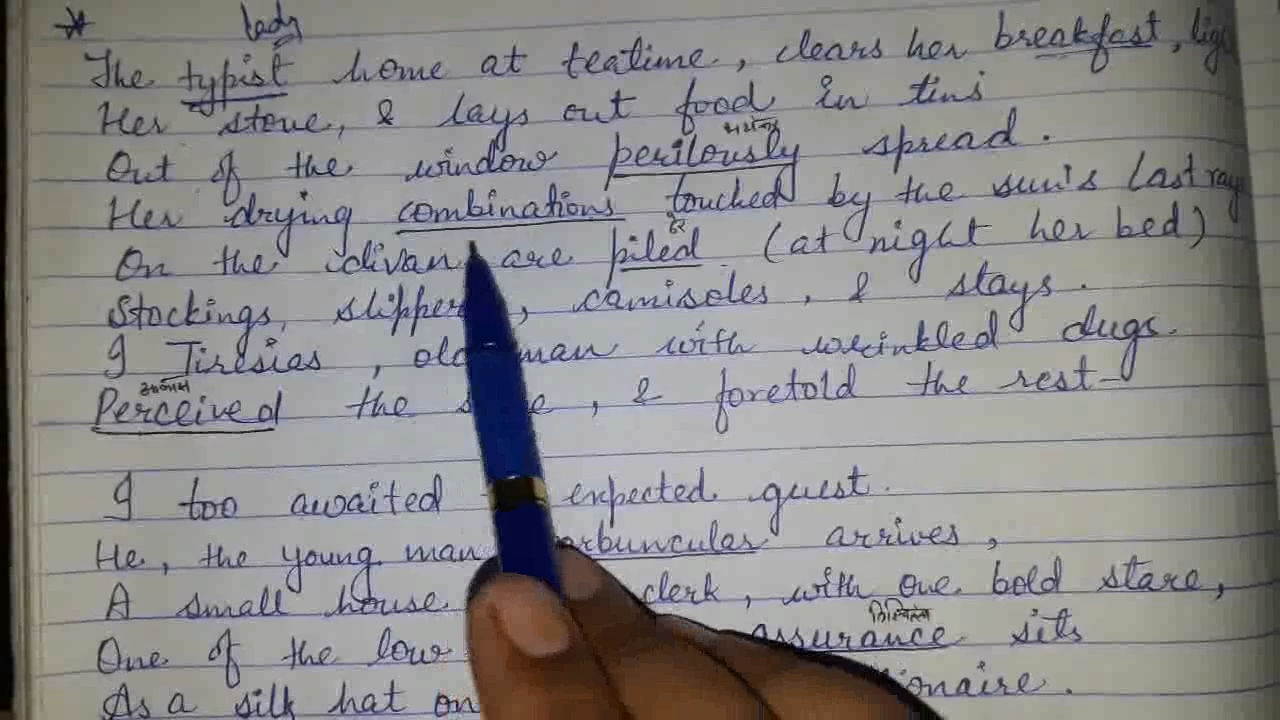 lady
The typist home at teatime, clears her breakfast,
Her stove, & lays out food in tins
Out of the window perilously spread.
Her drying combinations touched by the sun's last ray
On the divan are piled (at night her bed)
ढेर
Stockings, slipper , camisoles, & stays.
I Tiresias, old man with wrinkled dugs.
Perceived the , & foretold the rest-
I too awaited expected guest.
He, the young man arbuncular arrives,
A small house clerk, with one bold stare,
One of the low assurance sits
As a silk hat on ionaire.